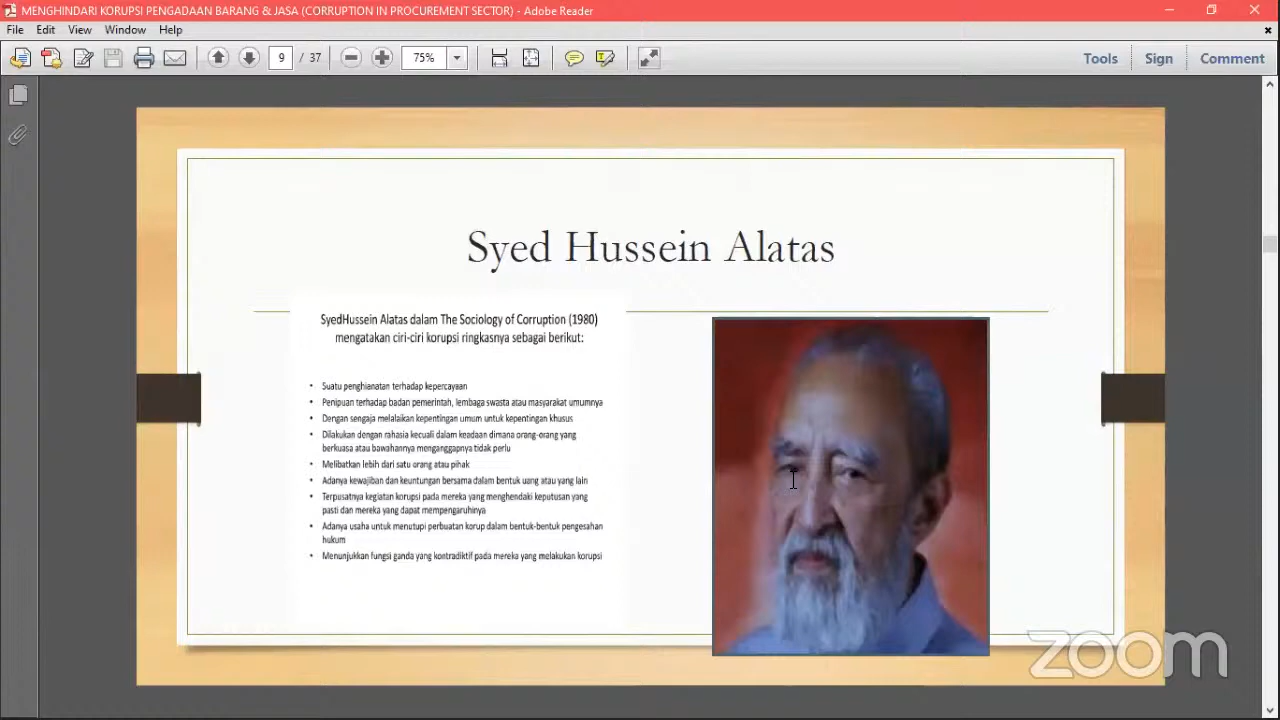 MENGHINDARI KORUPSI PENGADAAN BARANG & JASA (CORRUPTION IN PROCUREMENT SECTOR) - Adobe Reader
File Edit View Window Help
9 / 37 75% Tools Sign Comment
Syed Hussein Alatas
SyedHussein Alatas dalam The Sociology of Corruption (1980)
mengatakan ciri-ciri korupsi ringkasnya sebagai berikut:
• Suatu penghianatan terhadap kepercayaan
• Penipuan terhadap badan pemerintah, lembaga swasta atau masyarakat umumnya
• Dengan sengaja melalaikan kepentingan umum untuk kepentingan khusus
• Dilakukan dengan rahasia kecuali dalam keadaan dimana orang-orang yang
berkuasa atau bawahannya menganggapnya tidak perlu
• Melibatkan lebih dari satu orang atau pihak
• Adanya kewajiban dan keuntungan bersama dalam bentuk uang atau yang lain
• Terpusatnya kegiatan korupsi pada mereka yang menghendaki keputusan yang
pasti dan mereka yang dapat mempengaruhinya
• Adanya usaha untuk menutupi perbuatan korup dalam bentuk-bentuk pengesahan
hukum
• Menunjukkan fungsi ganda yang kontradiktif pada mereka yang melakukan korupsi
zoom